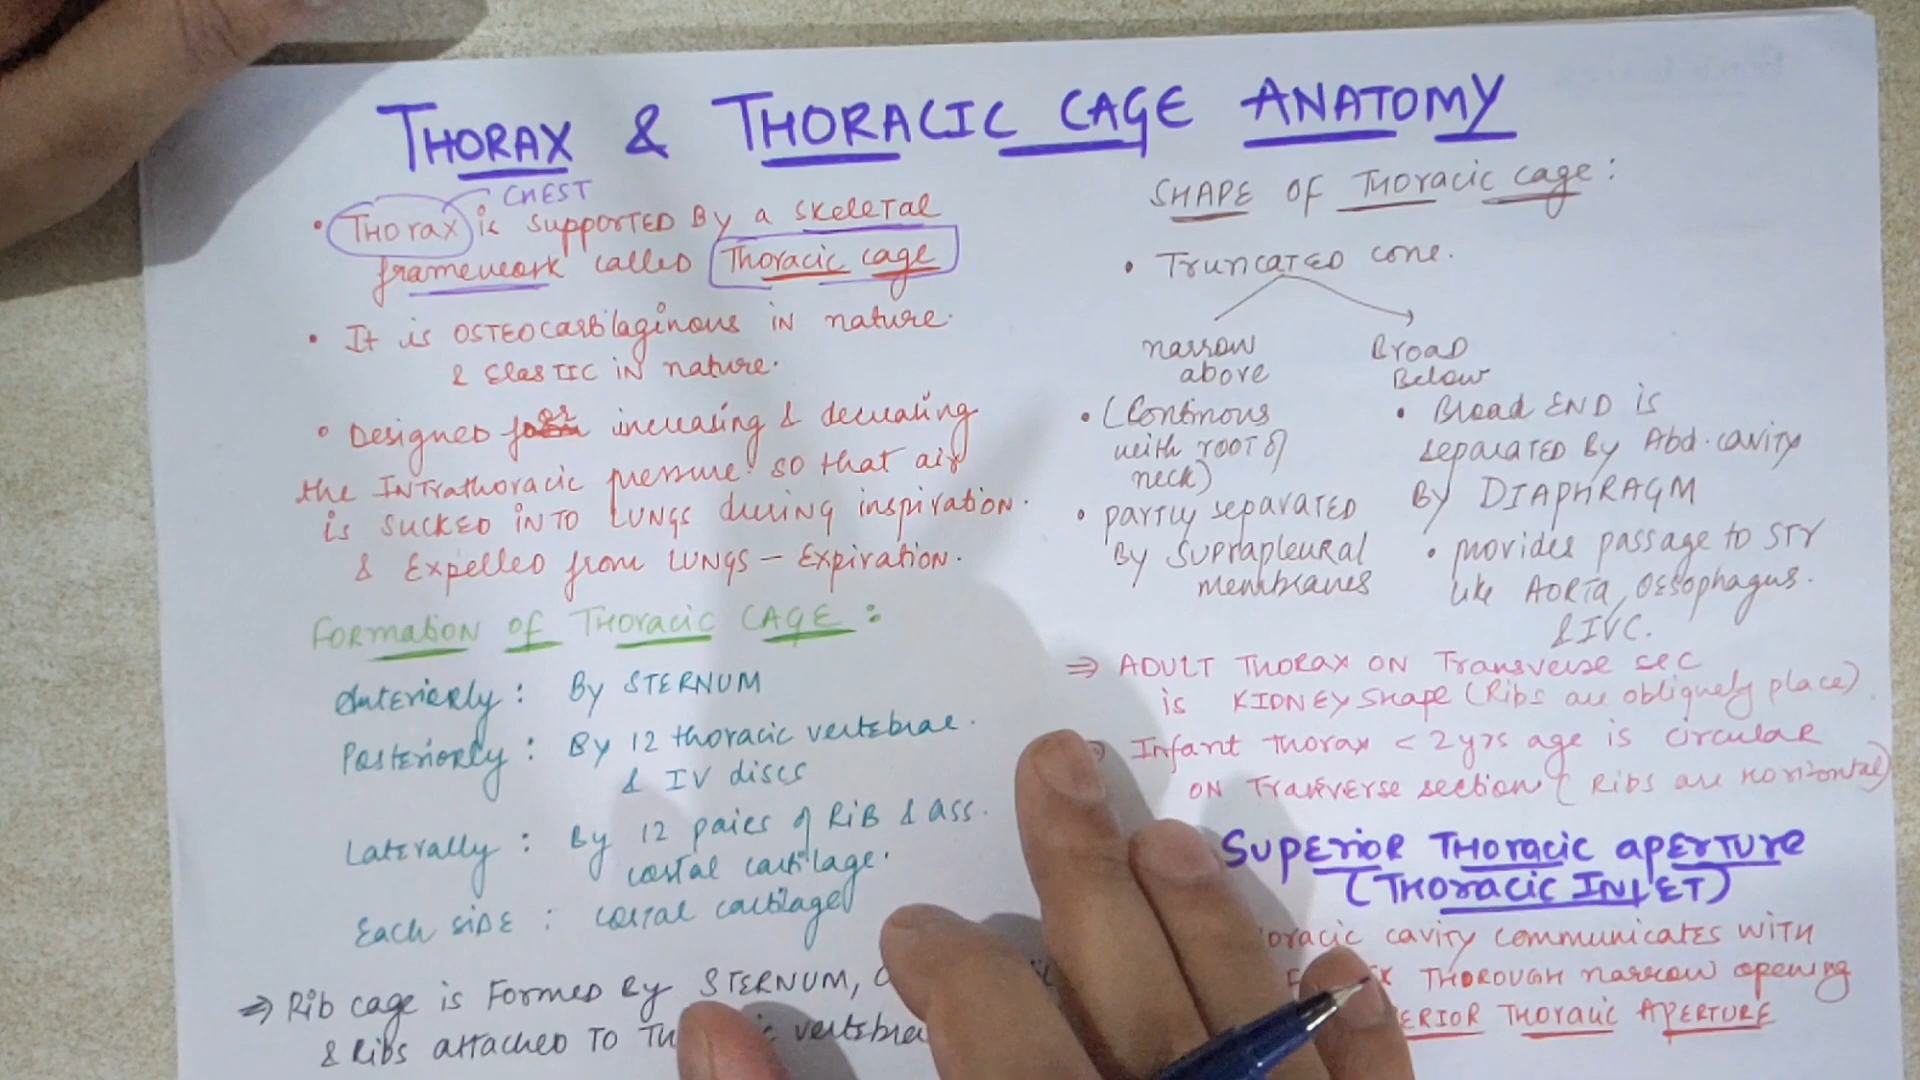 THORAX & THORACIC CAGE ANATOMY
CHEST
• Thorax is supported By a skeletal
framework called Thoracic cage
• It is OSTEOcartilaginous in nature.
& Elastic in nature.
• Designed for increasing & decreasing
the Intrathoracic pressure. so that air
is sucked into lungs during inspiration.
& Expelled from lungs - Expiration.
Formation of Thoracic CAGE :
Anteriorly : By STERNUM
Posteriorly : By 12 thoracic vertebrae.
& IV discs
Laterally : By 12 pairs of Rib & ass.
costal cartilage.
Each side : costal cartilage
⇒ Rib cage is Formed By STERNUM,
& Ribs attached to vertebra
SHAPE OF Thoracic cage :
• Truncated cone.
narrow above
Broad Below
• (Continous with root of neck)
• partly separated By Suprapleural membranes
• Broad END is separated By Abd. cavity
By DIAPHRAGM
• provides passage to STR
like Aorta, Oesophagus.
& IVC.
⇒ ADULT Thorax on Transverse sec
is KIDNEY shape (Ribs are obliquely place)
Infant Thorax < 2 yrs age is circular
on Tranverse section (Ribs are horizontal)
Superior Thoracic aperture
(Thoracic INLET)
oracic cavity communicates with
THOROUGH narrow opening
ERIOR Thoracic APERTURE